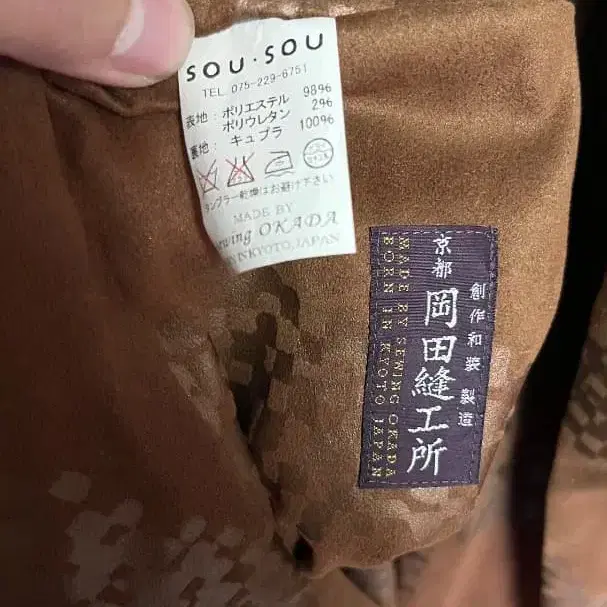 SOU・SOU
TEL 075-229-6751
表地：ポリエステル 98%
ポリウレタン 2%
裏地：キュプラ 100%
タンブラー乾燥はお避け下さい
MADE BY
Sewing OKADA
IN KYOTO, JAPAN
創作和装 製造
京都 岡田縫工所
MADE BY SEWING OKADA
BORN IN KYOTO JAPAN